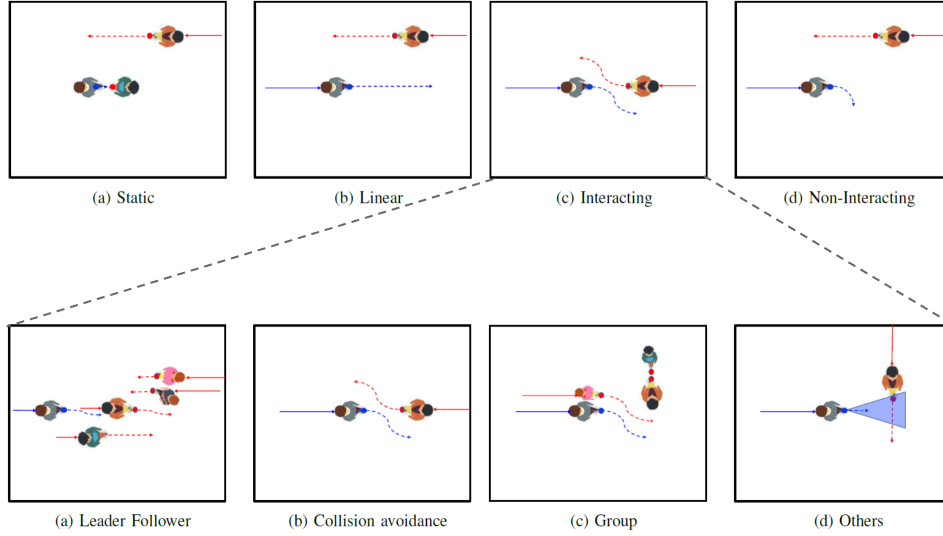 (a) Static
(b) Linear
(c) Interacting
(d) Non-Interacting
(a) Leader Follower
(b) Collision avoidance
(c) Group
(d) Others